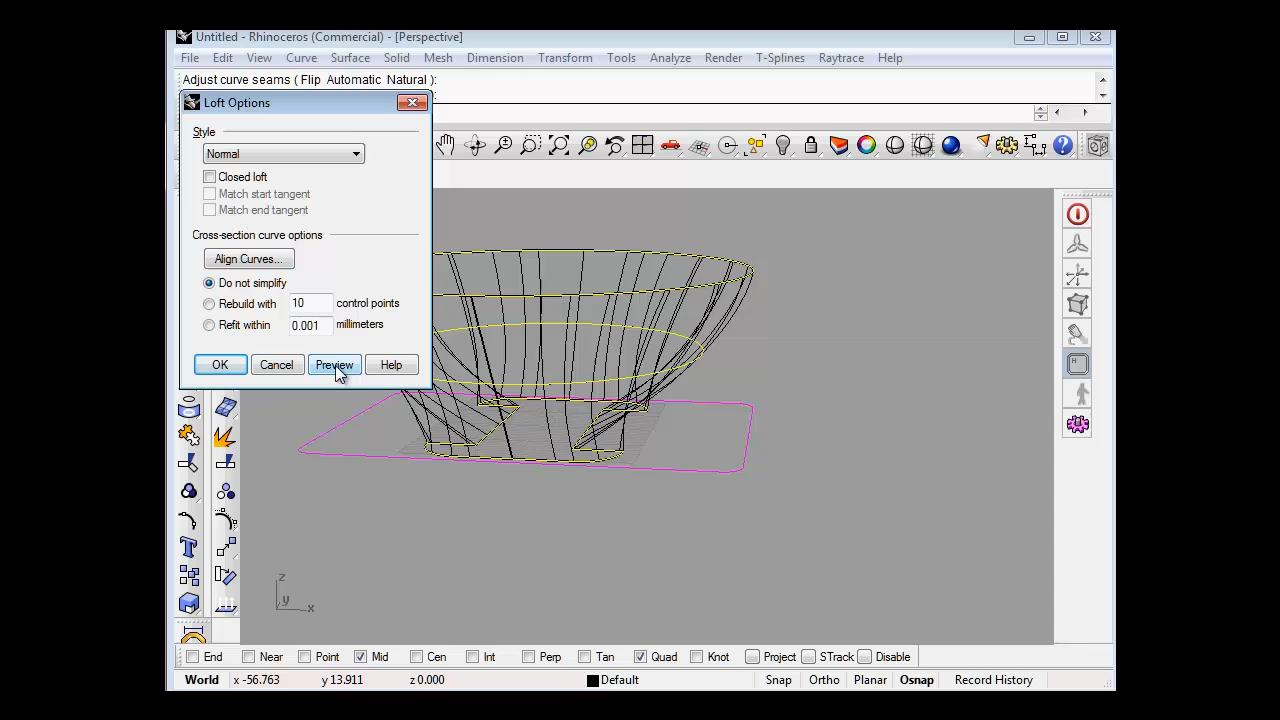 Untitled - Rhinoceros (Commercial) - [Perspective]
File Edit View Curve Surface Solid Mesh Dimension Transform Tools Analyze Render T-Splines Raytrace Help
Adjust curve seams ( Flip Automatic Natural ):
Loft Options
Style
Normal
Closed loft
Match start tangent
Match end tangent
Cross-section curve options
Align Curves...
Do not simplify
Rebuild with 10 control points
Refit within 0.001 millimeters
OK Cancel Preview Help
z
y
x
End Near Point Mid Cen Int Perp Tan Quad Knot Project STrack Disable
World x -56.763 y 13.911 z 0.000 Default Snap Ortho Planar Osnap Record History